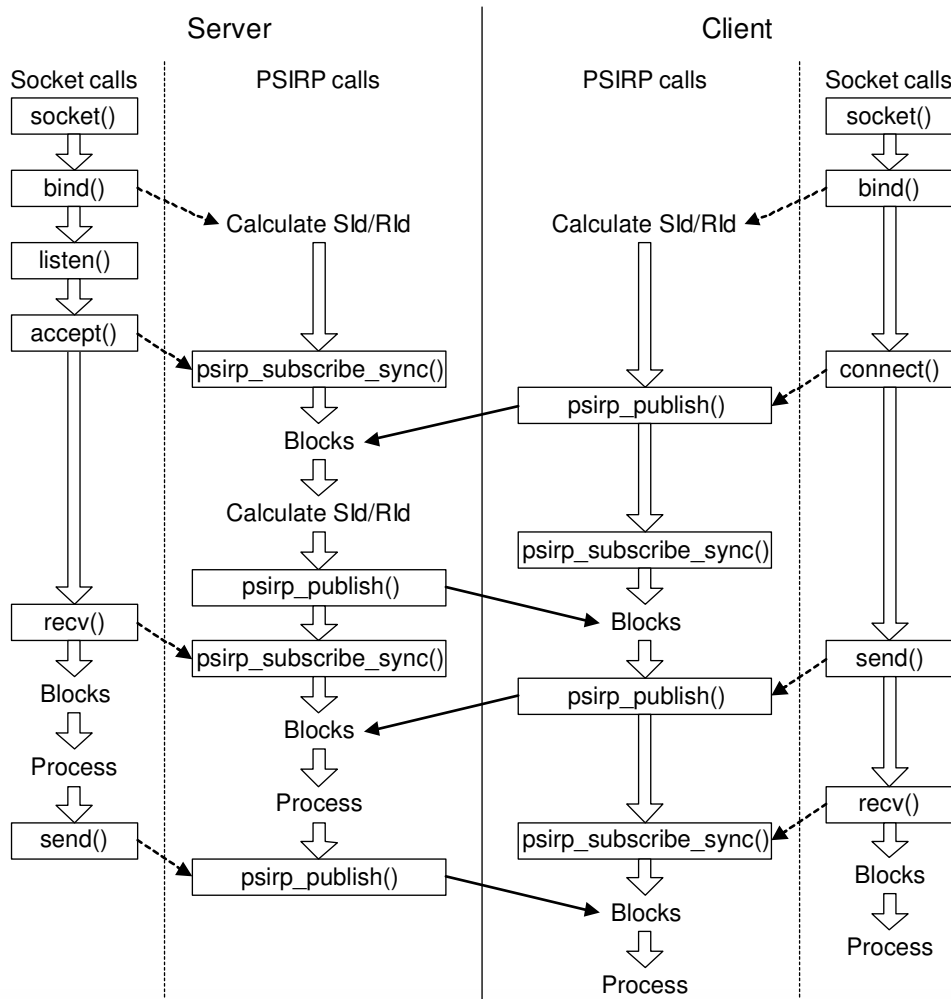 Server
Client
Socket calls
PSIRP calls
PSIRP calls
Socket calls
socket()
socket()
bind()
bind()
Calculate SId/RId
Calculate SId/RId
listen()
accept()
psirp_subscribe_sync()
connect()
psirp_publish()
Blocks
Calculate SId/RId
psirp_subscribe_sync()
psirp_publish()
recv()
Blocks
psirp_subscribe_sync()
send()
Blocks
psirp_publish()
Blocks
Process
Process
recv()
send()
psirp_subscribe_sync()
psirp_publish()
Blocks
Blocks
Process
Process